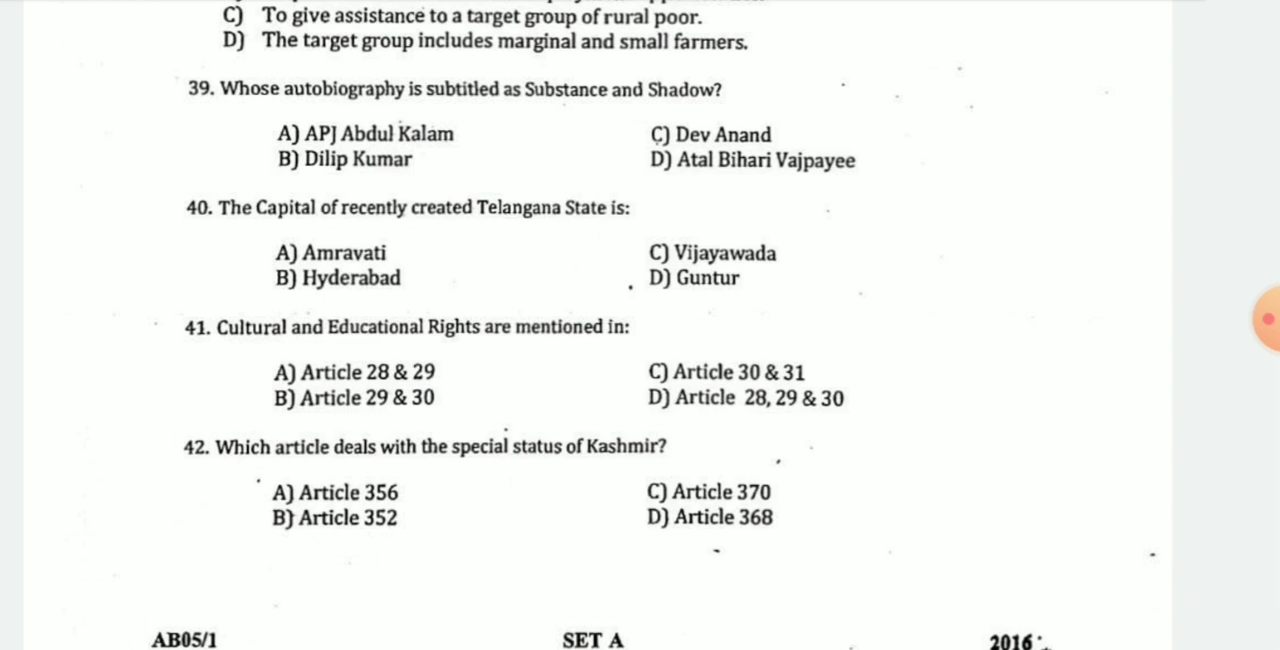 C) To give assistance to a target group of rural poor.
D) The target group includes marginal and small farmers.
39. Whose autobiography is subtitled as Substance and Shadow?
A) APJ Abdul Kalam
C) Dev Anand
B) Dilip Kumar
D) Atal Bihari Vajpayee
40. The Capital of recently created Telangana State is:
A) Amravati
C) Vijayawada
B) Hyderabad
D) Guntur
41. Cultural and Educational Rights are mentioned in:
A) Article 28 & 29
C) Article 30 & 31
B) Article 29 & 30
D) Article 28, 29 & 30
42. Which article deals with the special status of Kashmir?
A) Article 356
C) Article 370
B) Article 352
D) Article 368
AB05/1
SET A
2016